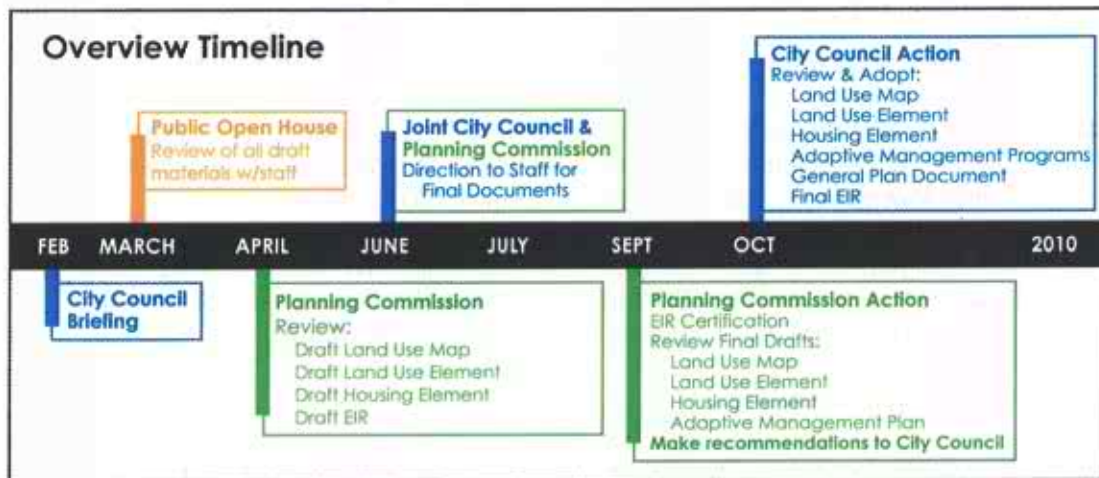 Overview Timeline
Public Open House
Review of all draft
materials w/staff
Joint City Council &
Planning Commission
Direction to Staff for
Final Documents
City Council Action
Review & Adopt:
Land Use Map
Land Use Element
Housing Element
Adaptive Management Programs
General Plan Document
Final EIR
FEB MARCH APRIL JUNE JULY SEPT OCT 2010
City Council
Briefing
Planning Commission
Review:
Draft Land Use Map
Draft Land Use Element
Draft Housing Element
Draft EIR
Planning Commission Action
EIR Certification
Review Final Drafts:
Land Use Map
Land Use Element
Housing Element
Adoptive Management Plan
Make recommendations to City Council